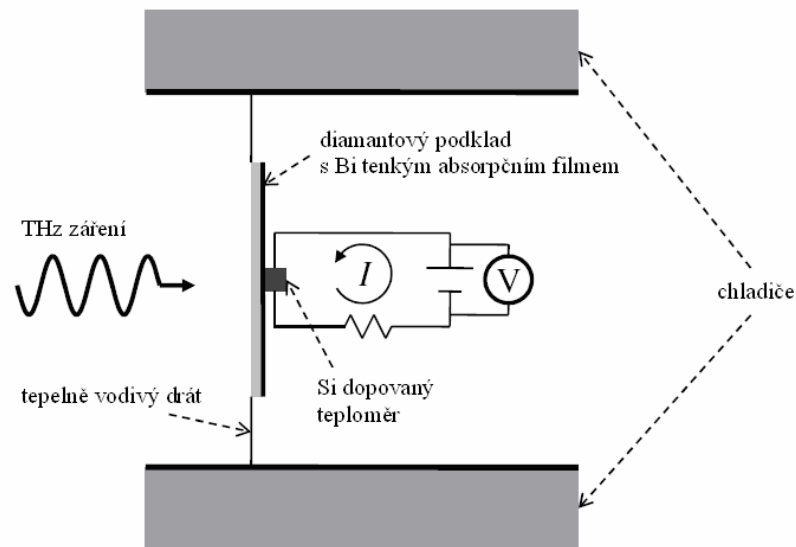 diamantový podklad
s Bi tenkým absorpčním filmem
THz záření
I
V
chladiče
Si dopovaný
teploměr
tepelně vodivý drát